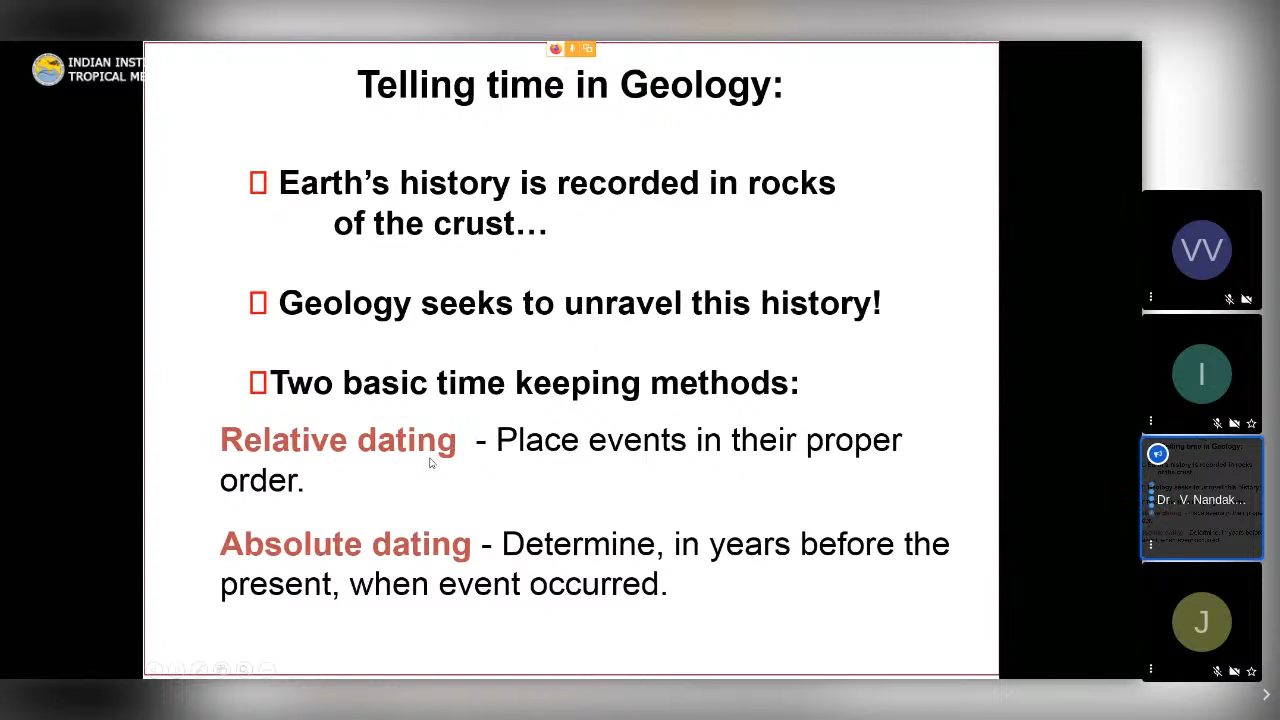 INDIAN INSTI
TROPICAL ME
Telling time in Geology:
Earth's history is recorded in rocks
of the crust…
Geology seeks to unravel this history!
Two basic time keeping methods:
Relative dating - Place events in their proper
order.
Absolute dating - Determine, in years before the
present, when event occurred.
VV
I
Dr . V. Nandak...
J